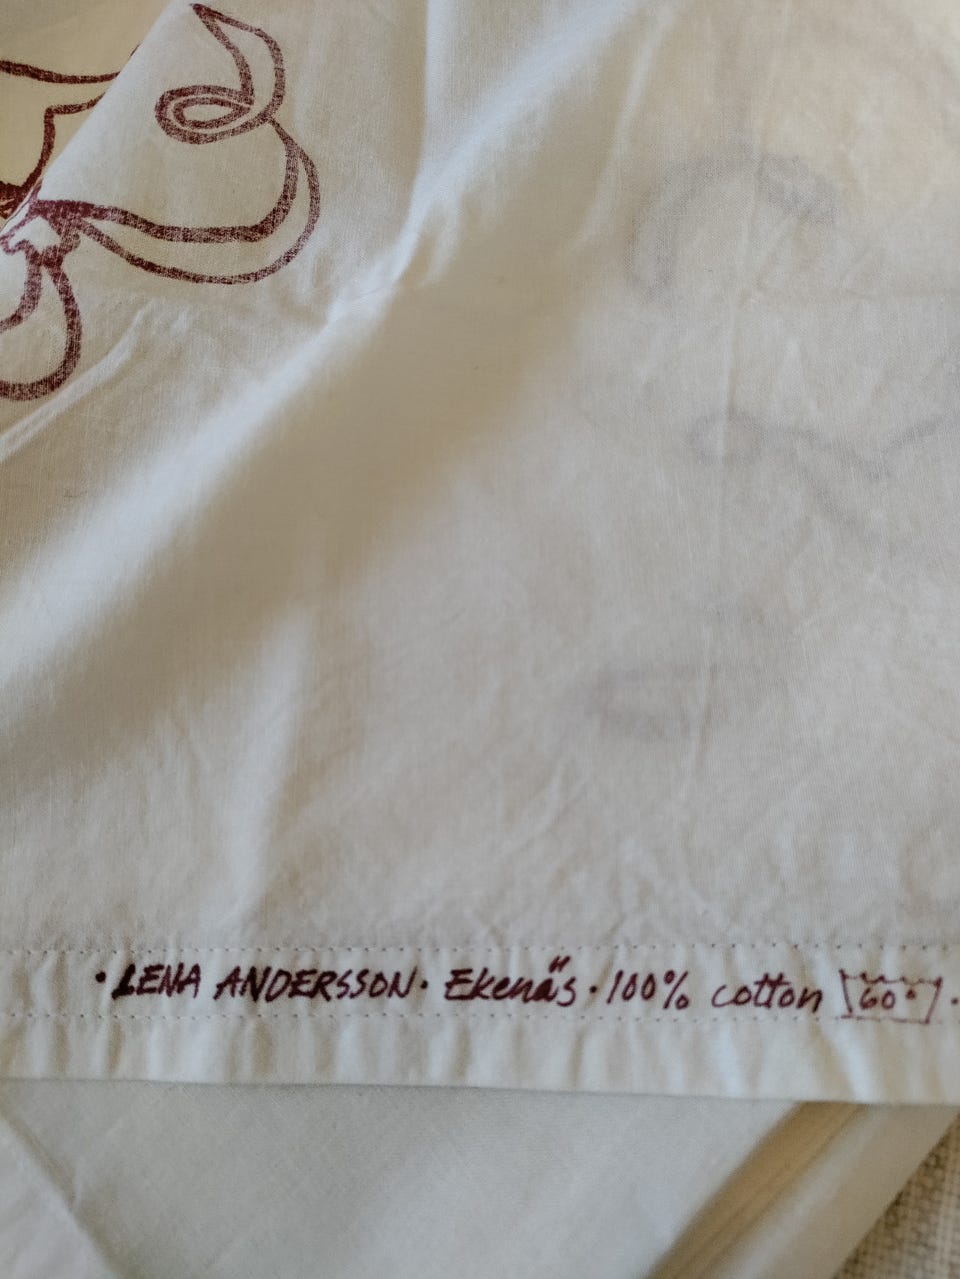 · LENA ANDERSSON · Ekenäs · 100% cotton 60° ·